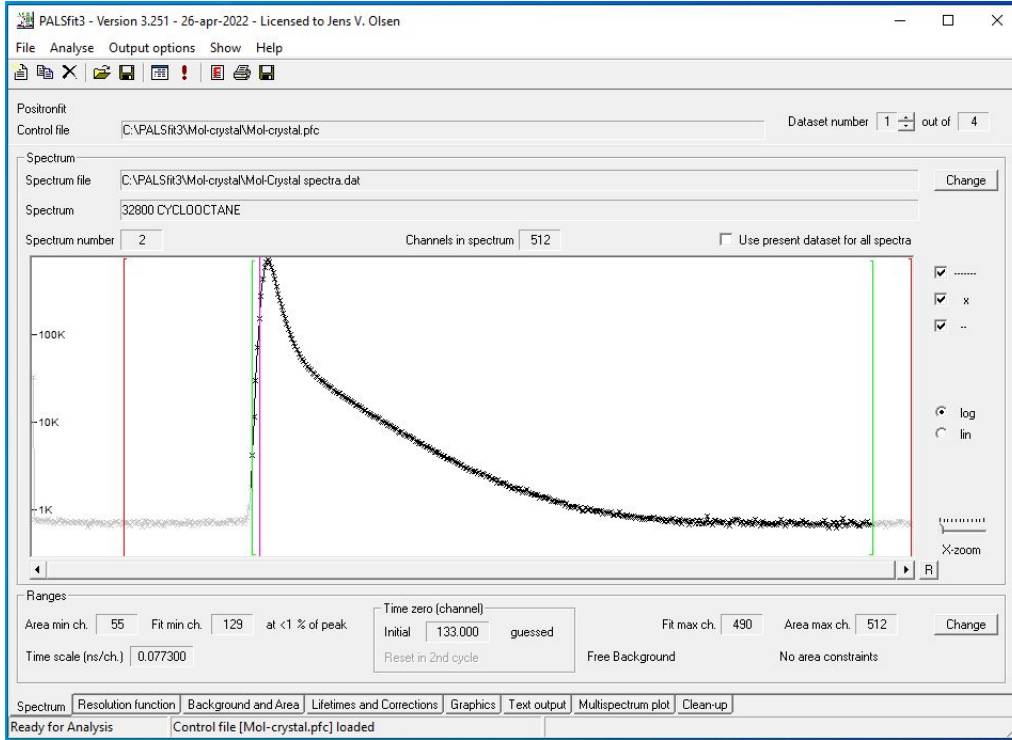 PALSfit3 - Version 3.251 - 26-apr-2022 - Licensed to Jens V. Olsen
File Analyse Output options Show Help
Positronfit
Control file C:\PALSfit3\Mol-crystal\Mol-crystal.pfc Dataset number 1 out of 4
Spectrum
Spectrum file C:\PALSfit3\Mol-crystal\Mol-Crystal spectra.dat Change
Spectrum 32800 CYCLOOCTANE
Spectrum number 2 Channels in spectrum 512 Use present dataset for all spectra
-------
x
--
100K
log
10K
lin
1K
X-zoom
R
Ranges
Time zero (channel)
Area min ch. 55 Fit min ch. 129 at <1 % of peak Initial 133.000 guessed Fit max ch. 490 Area max ch. 512 Change
Time scale (ns/ch.) 0.077300 Reset in 2nd cycle Free Background No area constraints
Spectrum Resolution function Background and Area Lifetimes and Corrections Graphics Text output Multispectrum plot Clean-up
Ready for Analysis Control file [Mol-crystal.pfc] loaded